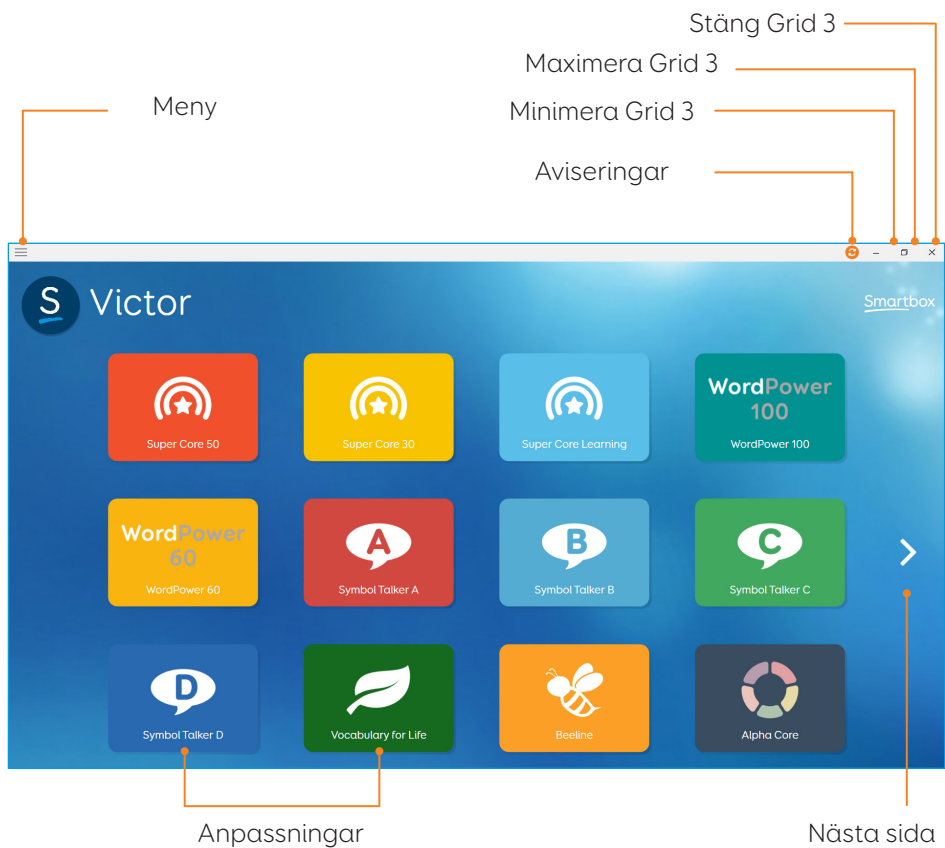 Stäng Grid 3
Maximera Grid 3
Meny
Minimera Grid 3
Aviseringar
S
Victor
Smartbox
Super Core 50
Super Core 30
Super Core Learning
WordPower
100
WordPower 100
WordPower
60
WordPower 60
A
Symbol Talker A
B
Symbol Talker B
C
Symbol Talker C
D
Symbol Talker D
Vocabulary for Life
Beeline
Alpha Core
Anpassningar
Nästa sida